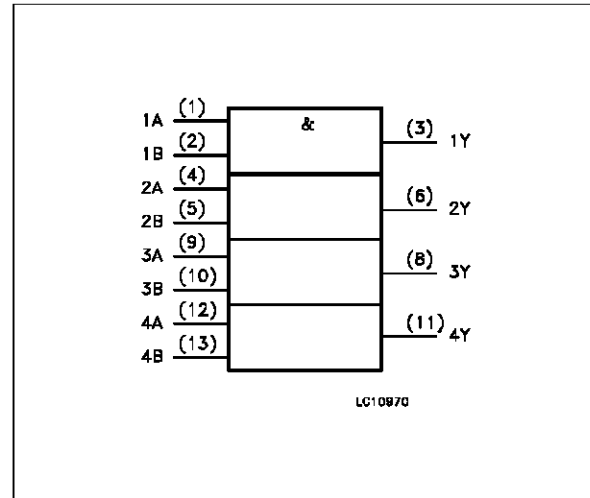 1A (1)
1B (2)
2A (4)
2B (5)
3A (9)
3B (10)
4A (12)
4B (13)
&
(3) 1Y
(6) 2Y
(8) 3Y
(11) 4Y
LC10970